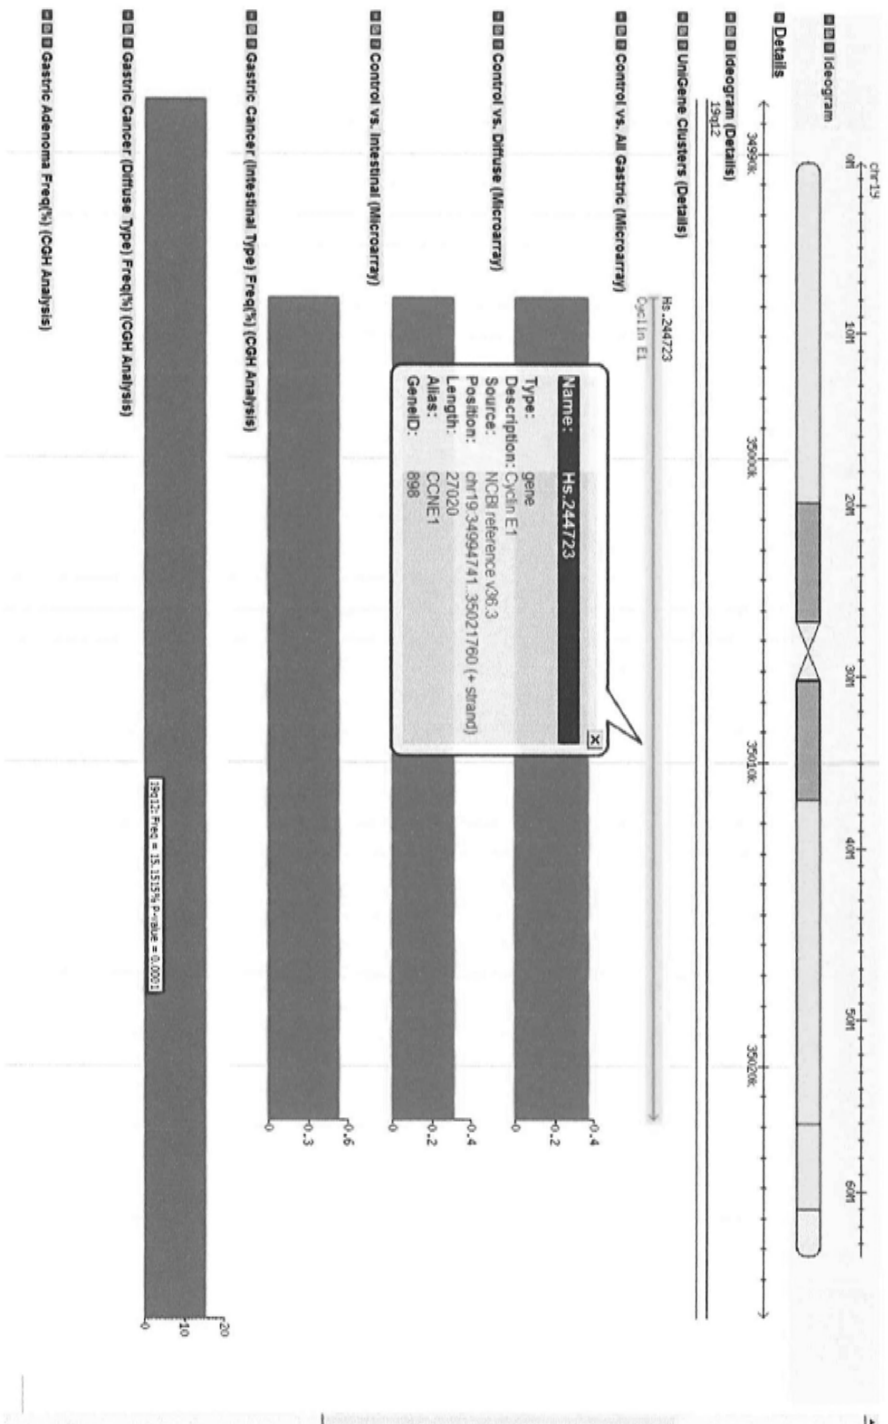 Ideogram
chr19
0M 10M 20M 30M 40M 50M 60M
Details
34990k 35000k 35010k 35020k
Ideogram (Details)
19q12
UniGene Clusters (Details)
Hs.244723
Cyclin E1
Control vs. All Gastric (Microarray)
0.4
0.2
0
Control vs. Diffuse (Microarray)
0.4
0.2
0
Control vs. Intestinal (Microarray)
0.6
0.3
0
Name: Hs.244723
Type: gene
Description: Cyclin E1
Source: NCBI reference v36.3
Position: chr19:34994741..35021760 (+ strand)
Length: 27020
Alias: CCNE1
GeneID: 898
Gastric Cancer (Intestinal Type) Freq(%) (CGH Analysis)
20
10
0
19q12: Freq = 15.1515% P-value = 0.0001
Gastric Cancer (Diffuse Type) Freq(%) (CGH Analysis)
Gastric Adenoma Freq(%) (CGH Analysis)